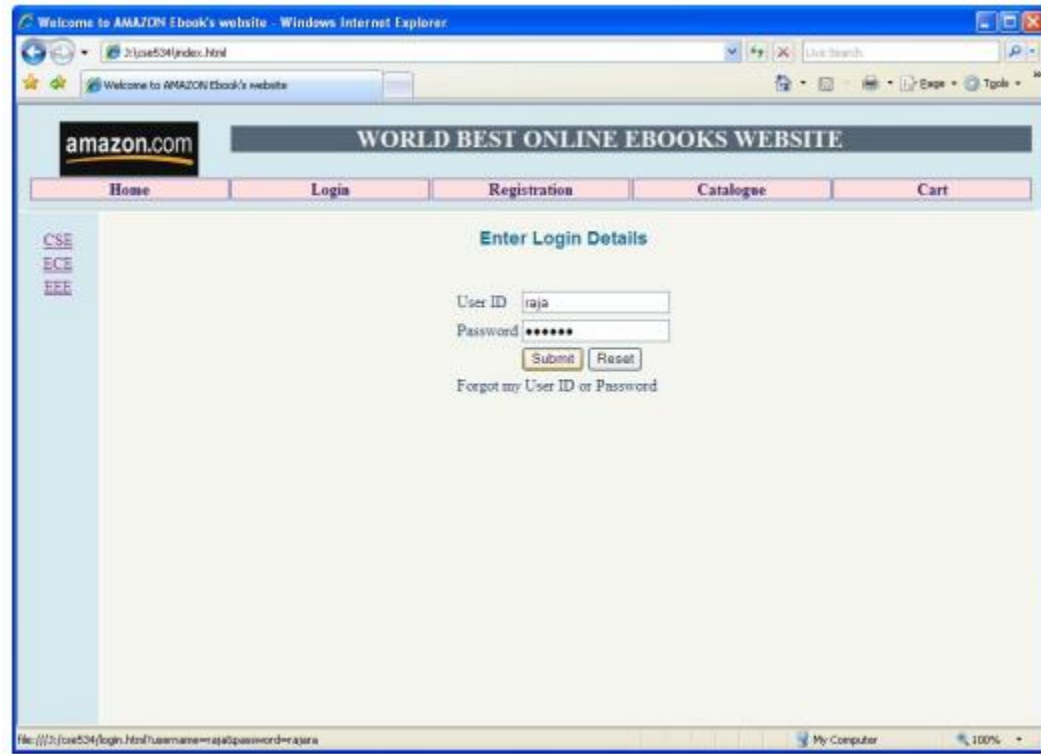 Welcome to AMAZON Ebook's website - Windows Internet Explorer
J:\cse534\index.html
Live Search
Welcome to AMAZON Ebook's website
Page
Tools
amazon.com
WORLD BEST ONLINE EBOOKS WEBSITE
Home Login Registration Catalogue Cart
CSE
ECE
EEE
Enter Login Details
User ID raja
Password ••••••
Submit Reset
Forgot my User ID or Password
file:///J:/cse534/login.html?username=raja&password=rajara
My Computer
100%